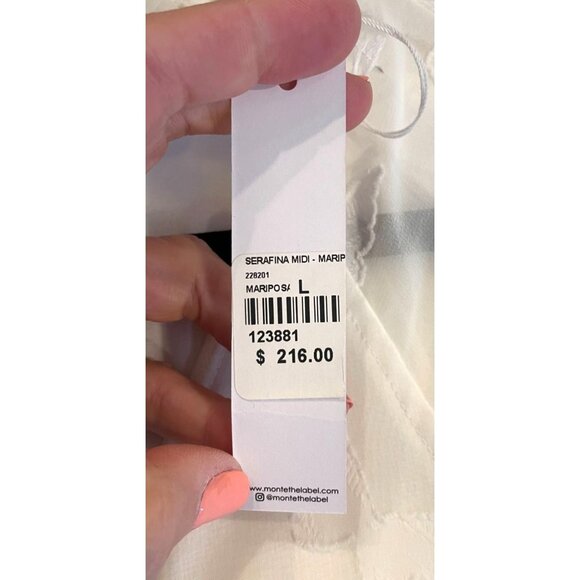 SERAFINA MIDI - MARIP
228201
MARIPOSA L
123881
$ 216.00
www.montethelabel.com
@montethelabel